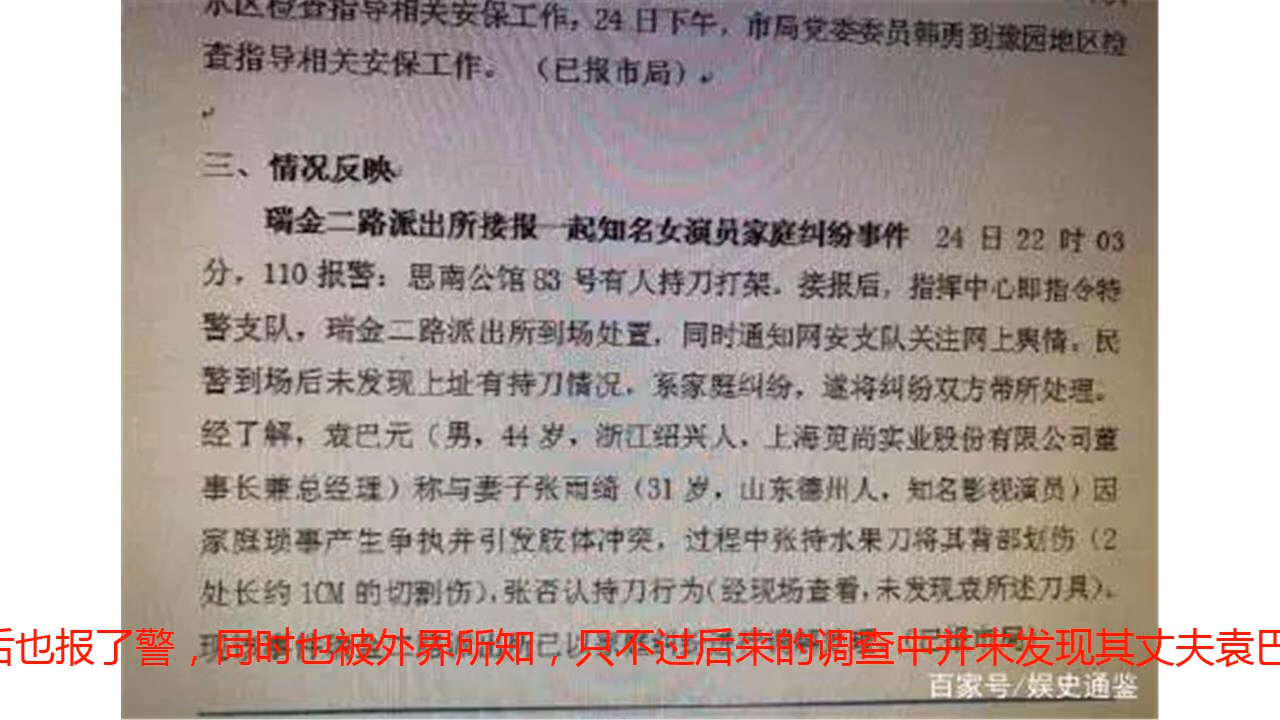 水区检查指导相关安保工作，24日下午，市局党委委员韩勇到豫园地区检
查指导相关安保工作。（已报市局）。
三、情况反映
瑞金二路派出所接报一起知名女演员家庭纠纷事件 24日22时03
分，110报警：思南公馆83号有人持刀打架。接报后，指挥中心即指令特
警支队，瑞金二路派出所到场处置，同时通知网安支队关注网上舆情。民
警到场后未发现上址有持刀情况，系家庭纠纷，遂将纠纷双方带所处理。
经了解，袁巴元（男，44岁，浙江绍兴人，上海笕尚实业股份有限公司董
事长兼总经理）称与妻子张雨绮（31岁，山东德州人，知名影视演员）因
家庭琐事产生争执并引发肢体冲突，过程中张持水果刀将其背部划伤（2
处长约1CM的切割伤），张否认持刀行为（经现场查看，未发现袁所述刀具）。
后也报了警，同时也被外界所知，只不过后来的调查中并未发现其丈夫袁巴
百家号/娱史通鉴